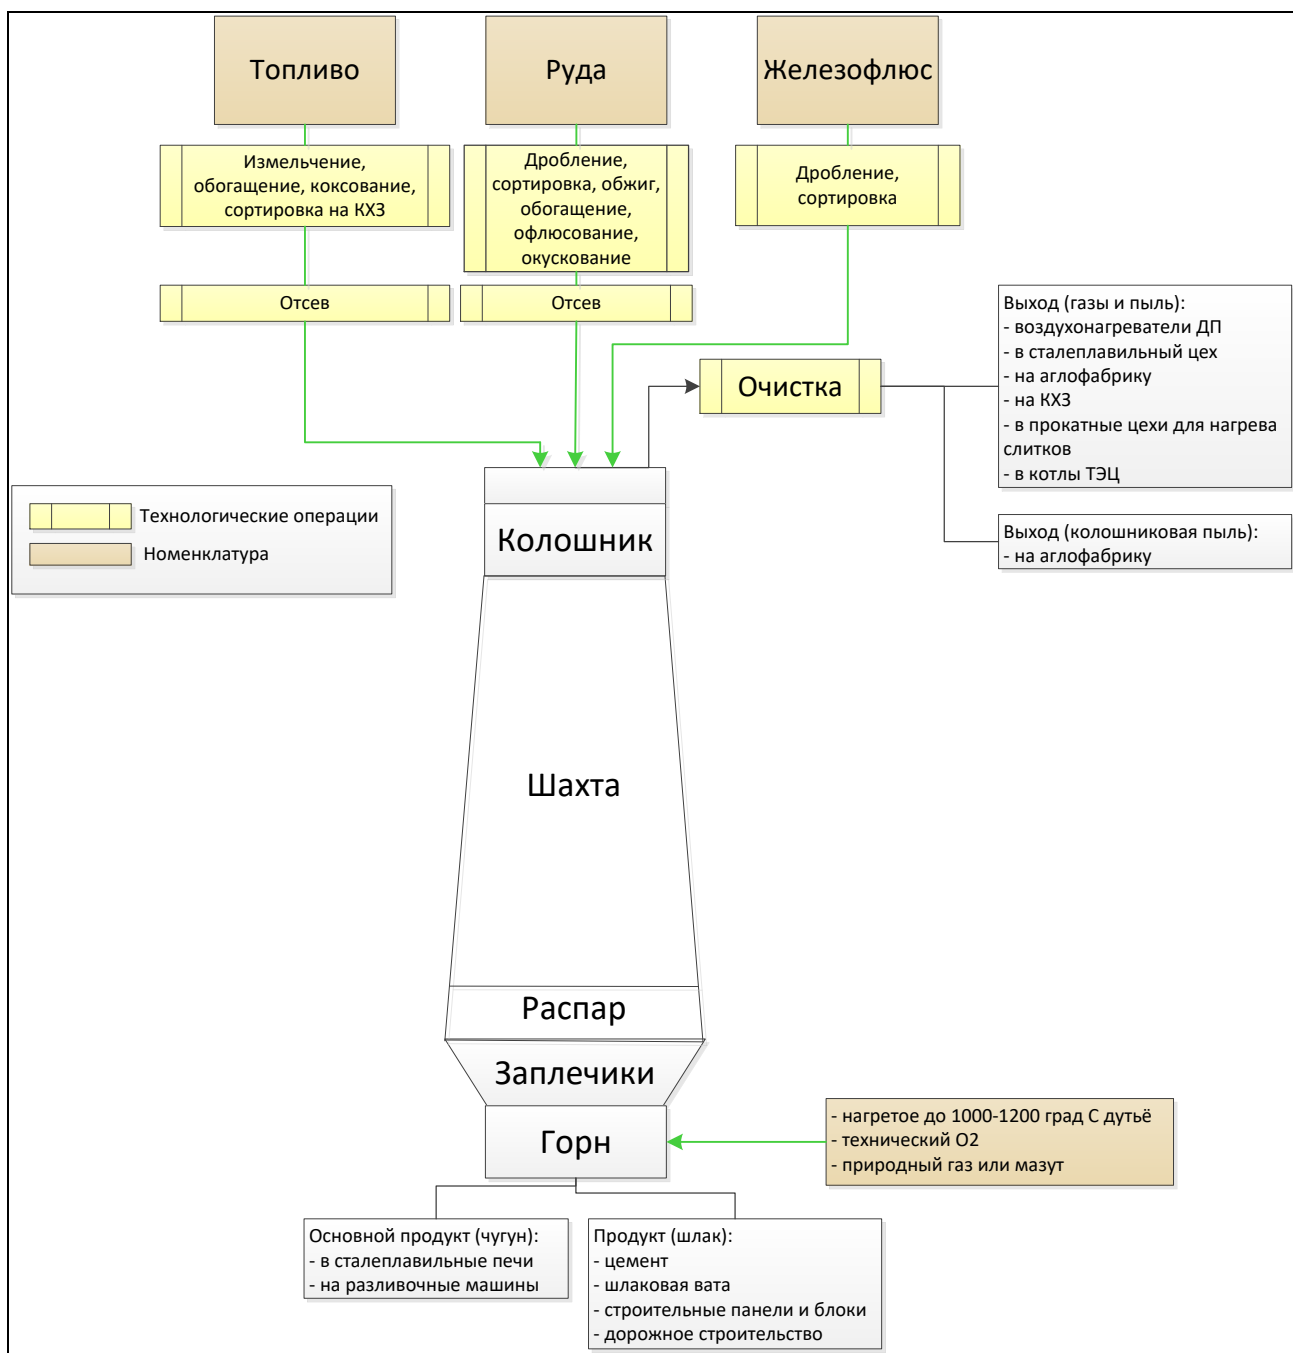 Топливо
Руда
Железофлюс
Измельчение,
обогащение, коксование,
сортировка на КХЗ
Дробление,
сортировка, обжиг,
обогащение,
офлюсование,
окускование
Дробление,
сортировка
Отсев
Отсев
Очистка
Выход (газы и пыль):
- воздухонагреватели ДП
- в сталеплавильный цех
- на аглофабрику
- на КХЗ
- в прокатные цехи для нагрева
слитков
- в котлы ТЭЦ
Выход (колошниковая пыль):
- на аглофабрику
Технологические операции
Номенклатура
Колошник
Шахта
Распар
Заплечики
Горн
- нагретое до 1000-1200 град С дутьё
- технический О2
- природный газ или мазут
Основной продукт (чугун):
- в сталеплавильные печи
- на разливочные машины
Продукт (шлак):
- цемент
- шлаковая вата
- строительные панели и блоки
- дорожное строительство